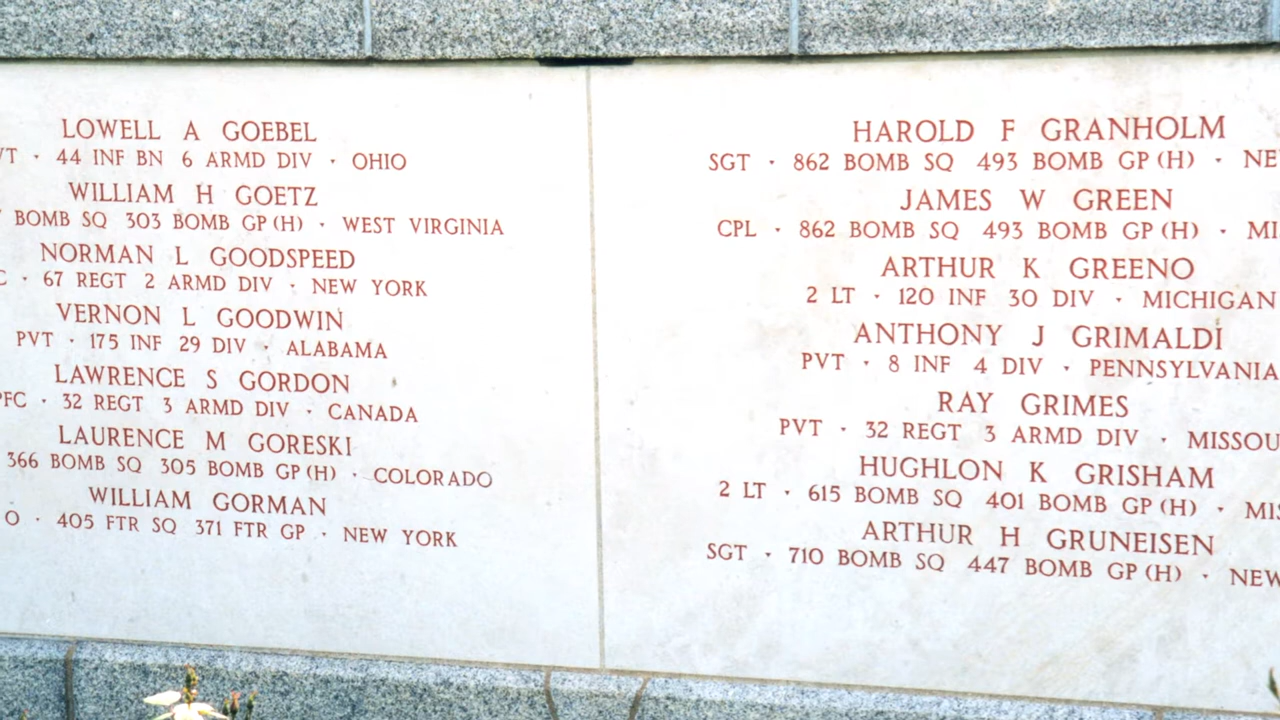 LOWELL A GOEBEL
44 INF BN 6 ARMD DIV · OHIO
WILLIAM H GOETZ
BOMB SQ 303 BOMB GP (H) · WEST VIRGINIA
NORMAN L GOODSPEED
67 REGT 2 ARMD DIV · NEW YORK
VERNON L GOODWIN
PVT · 175 INF 29 DIV · ALABAMA
LAWRENCE S GORDON
PFC · 32 REGT 3 ARMD DIV · CANADA
LAURENCE M GORESKI
366 BOMB SQ 305 BOMB GP (H) · COLORADO
WILLIAM GORMAN
O · 405 FTR SQ 371 FTR GP · NEW YORK
HAROLD F GRANHOLM
SGT · 862 BOMB SQ 493 BOMB GP (H) ·
JAMES W GREEN
CPL · 862 BOMB SQ 493 BOMB GP (H) ·
ARTHUR K GREENO
2 LT · 120 INF 30 DIV · MICHIGAN
ANTHONY J GRIMALDI
PVT · 8 INF 4 DIV · PENNSYLVANIA
RAY GRIMES
PVT · 32 REGT 3 ARMD DIV · MISSOU
HUGHLON K GRISHAM
2 LT · 615 BOMB SQ 401 BOMB GP (H) ·
ARTHUR H GRUNEISEN
SGT · 710 BOMB SQ 447 BOMB GP (H) · NEW